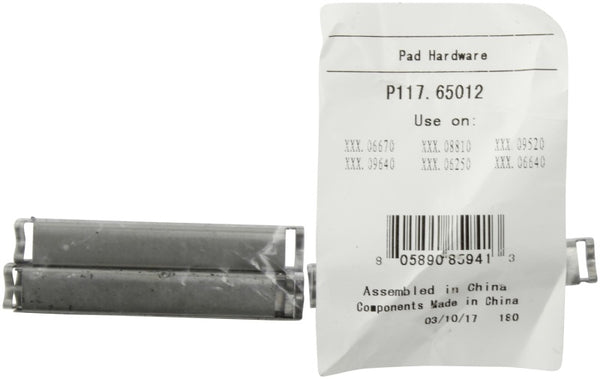 Pad Hardware
P117.65012
Use on:
XXX.06670 XXX.08810 XXX.09520
XXX.09640 XXX.06250 XXX.06640
8 05890 85941 3
Assembled in China
Components Made in China
03/10/17 180